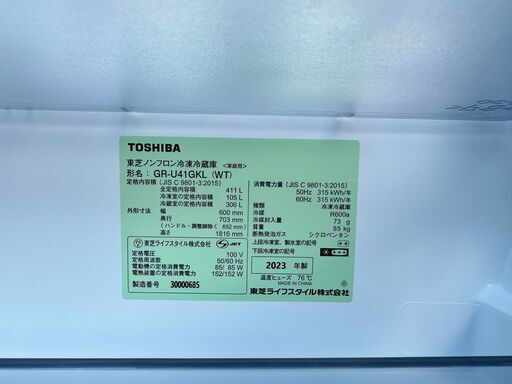 TOSHIBA
東芝ノンフロン冷凍冷蔵庫 <家庭用>
形名: GR-U41GKL (WT)
定格内容積(JIS C 9801-3:2015)
全定格内容積 411 L
冷凍室の定格内容積 105 L
冷蔵室の定格内容積 306 L
外形寸法 幅 600 mm
奥行 703 mm
(ハンドル・調整脚除く 692 mm)
高さ 1816 mm
東芝ライフスタイル株式会社 S-JET
定格電圧 100 V
定格周波数 50/60 Hz
電動機の定格消費電力 85/ 85 W
電熱装置の定格消費電力 152/152 W
製造番号 30000685
消費電力量(JIS C 9801-3:2015)
50Hz 315 kWh/年
60Hz 315 kWh/年
種類 冷凍冷蔵庫
冷媒 R600a
冷媒封入量 73 g
質量 85 kg
断熱発泡ガス シクロペンタン
上段冷凍室、製氷室の記号
下段冷凍室の記号
2023 年製
温度ヒューズ 76℃
MADE IN CHINA
東芝ライフスタイル株式会社